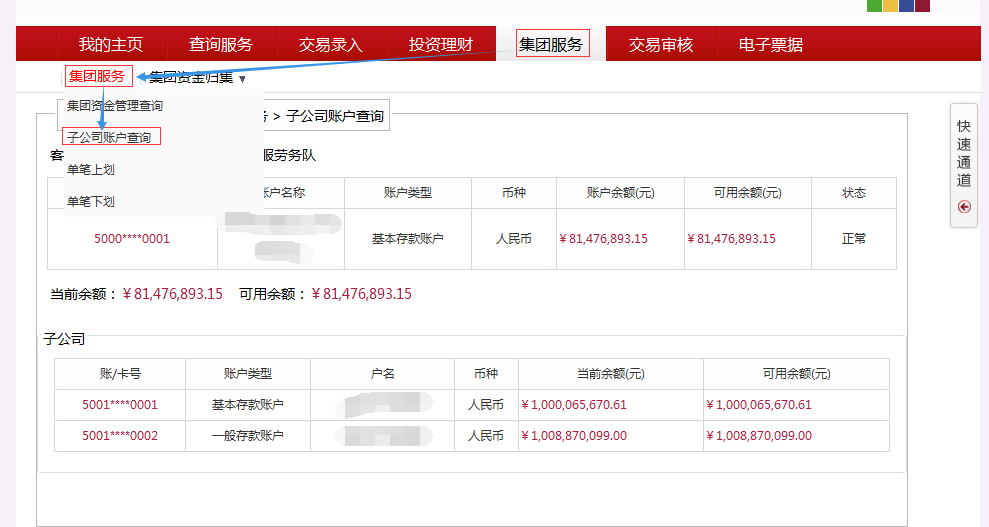 我的主页 查询服务 交易录入 投资理财 集团服务 交易审核 电子票据
集团服务 集团资金归集 ▼
集团资金管理查询
子公司账户查询
单笔上划
单笔下划
> 子公司账户查询
客 服劳务队
账户名称 账户类型 币种 账户余额(元) 可用余额(元) 状态
5000****0001 基本存款账户 人民币 ￥81,476,893.15 ￥81,476,893.15 正常
当前余额：￥81,476,893.15 可用余额：￥81,476,893.15
子公司
账/卡号 账户类型 户名 币种 当前余额(元) 可用余额(元)
5001****0001 基本存款账户 人民币 ￥1,000,065,670.61 ￥1,000,065,670.61
5001****0002 一般存款账户 人民币 ￥1,008,870,099.00 ￥1,008,870,099.00
快速通道